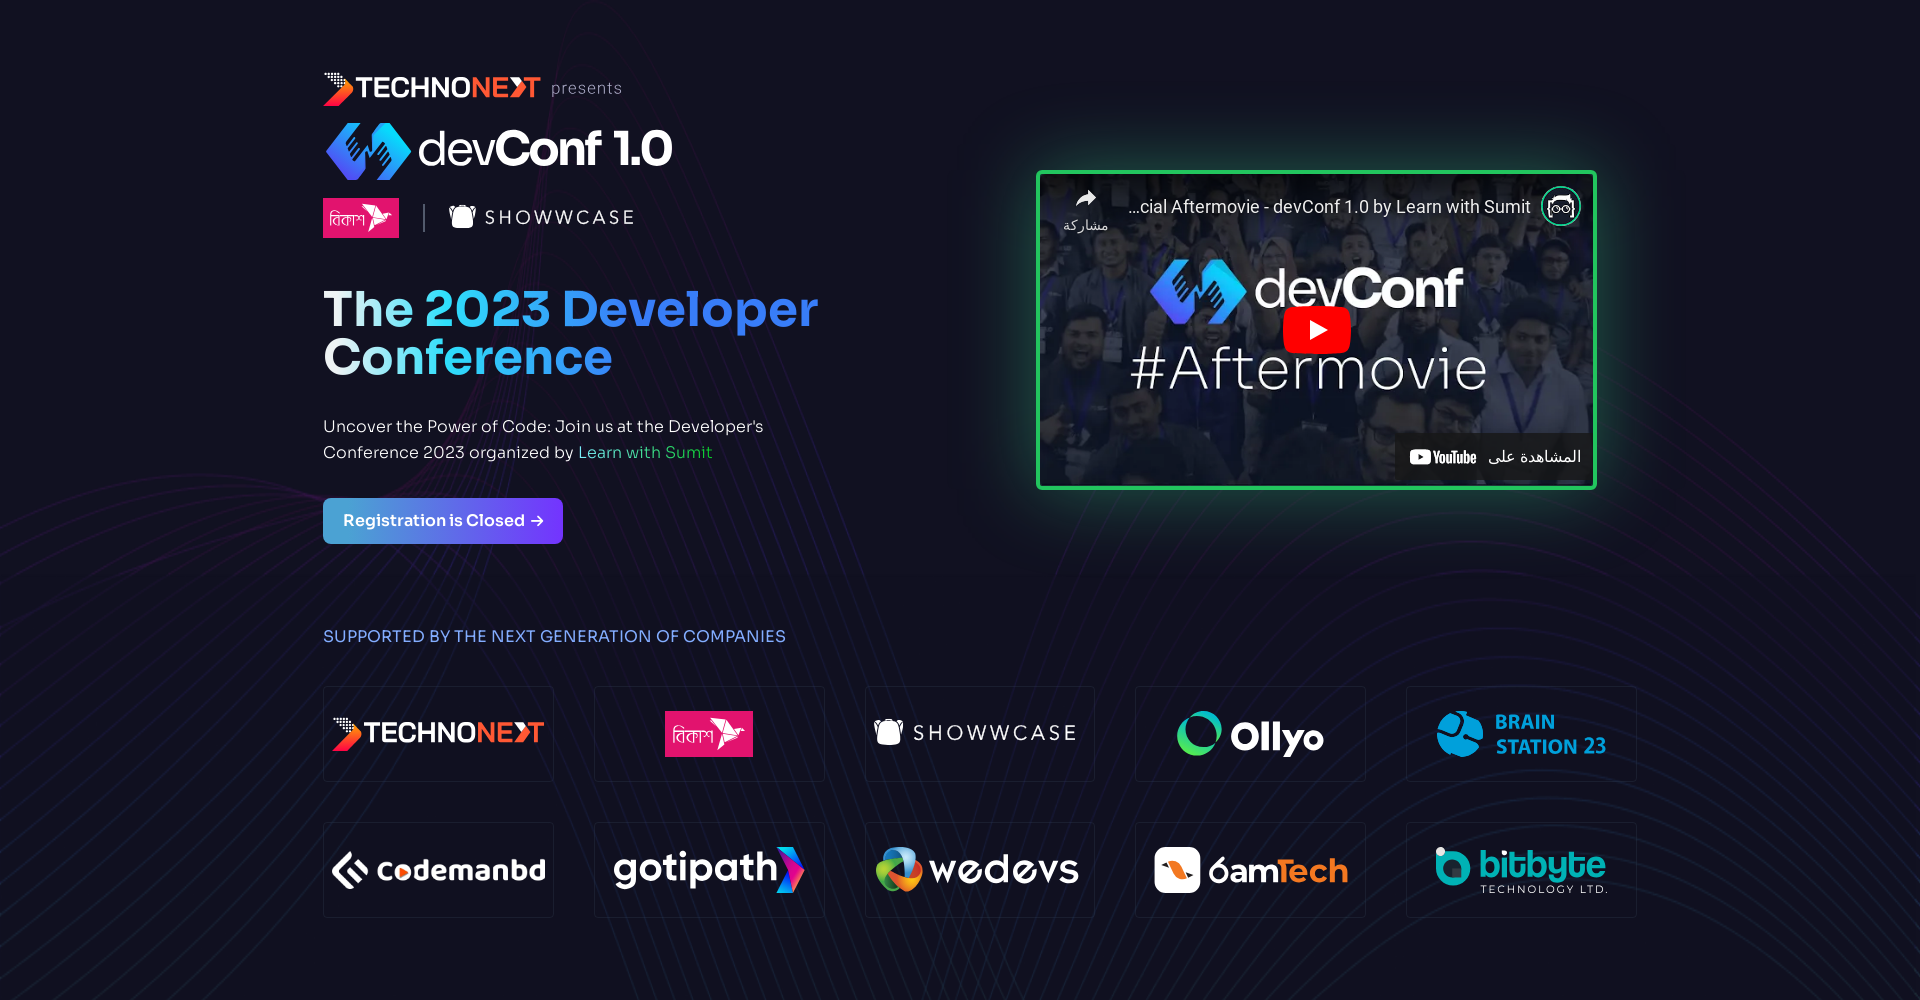 TECHNONEXT presents
devConf 1.0
বিকাশ
SHOWWCASE
The 2023 Developer
Conference
Uncover the Power of Code: Join us at the Developer's
Conference 2023 organized by Learn with Sumit
Registration is Closed →
مشاركة
...cial Aftermovie - devConf 1.0 by Learn with Sumit
devConf
#Aftermovie
المشاهدة على YouTube
SUPPORTED BY THE NEXT GENERATION OF COMPANIES
TECHNONEXT
বিকাশ
SHOWWCASE
Ollyo
BRAIN
STATION 23
codemanbd
gotipath
wedevs
6amTech
bitbyte
TECHNOLOGY LTD.